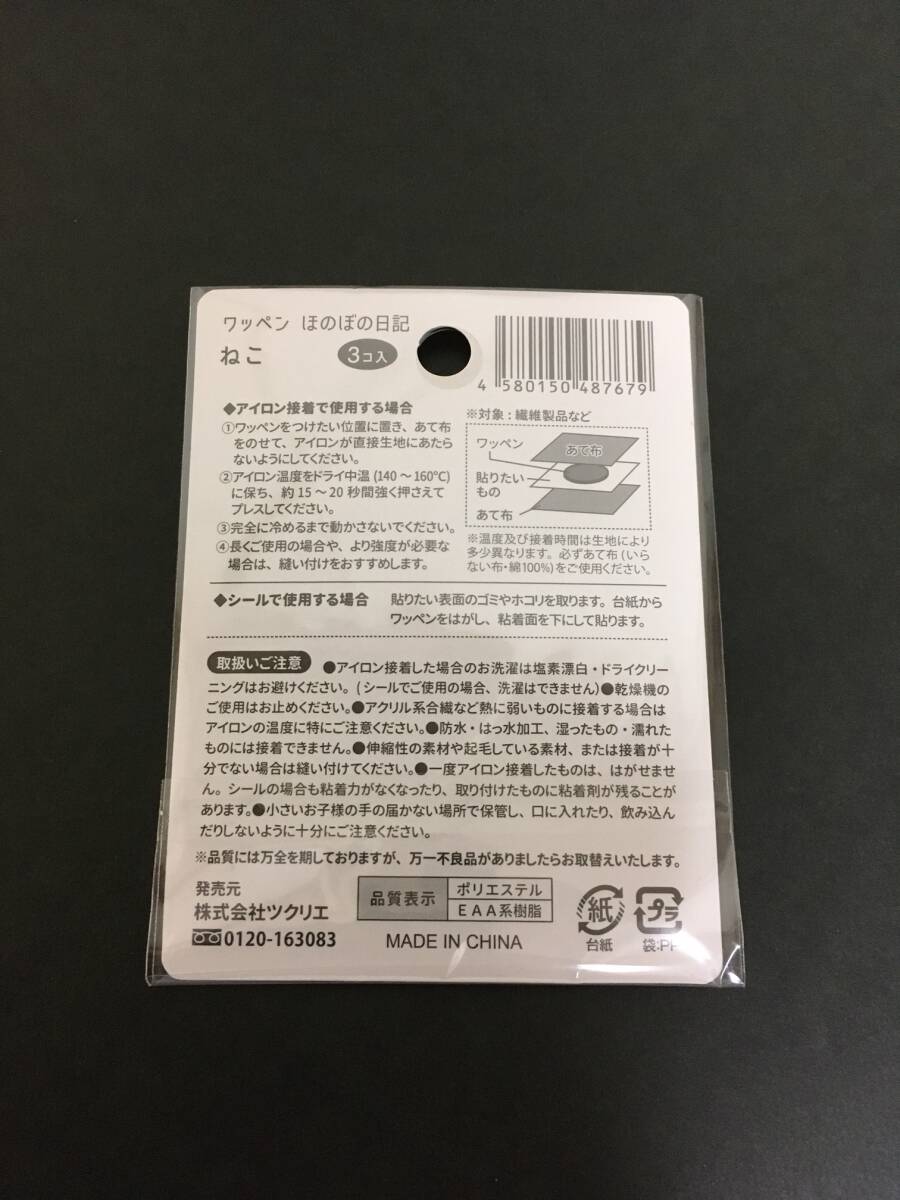 ワッペン ほのぼの日記
ねこ
3コ入
4 580150 487679
◆アイロン接着で使用する場合
①ワッペンをつけたい位置に置き、あて布
をのせて、アイロンが直接生地にあたら
ないようにしてください。
②アイロン温度をドライ中温(140～160℃)
に保ち、約15～20秒間強く押さえて
プレスしてください。
③完全に冷めるまで動かさないでください。
④長くご使用の場合や、より強度が必要な
場合は、縫い付けをおすすめします。
※対象:繊維製品など
ワッペン
あて布
貼りたい
もの
あて布
※温度及び接着時間は生地により
多少異なります。必ずあて布(いら
ない布・綿100%)をご使用ください。
◆シールで使用する場合
貼りたい表面のゴミやホコリを取ります。台紙から
ワッペンをはがし、粘着面を下にして貼ります。
取扱いご注意 ●アイロン接着した場合のお洗濯は塩素漂白・ドライクリー
ニングはお避けください。(シールでご使用の場合、洗濯はできません)●乾燥機の
ご使用はお止めください。●アクリル系合繊など熱に弱いものに接着する場合は
アイロンの温度に特にご注意ください。●防水・はっ水加工、湿ったもの・濡れた
ものには接着できません。●伸縮性の素材や起毛している素材、または接着が十
分でない場合は縫い付けてください。●一度アイロン接着したものは、はがせませ
ん。シールの場合も粘着力がなくなったり、取り付けたものに粘着剤が残ることが
あります。●小さいお子様の手の届かない場所で保管し、口に入れたり、飲み込ん
だりしないように十分にご注意ください。
※品質には万全を期しておりますが、万一不良品がありましたらお取替えいたします。
発売元
株式会社ツクリエ
0120-163083
品質表示
ポリエステル
EAA系樹脂
MADE IN CHINA
紙
台紙
プラ
袋:PP